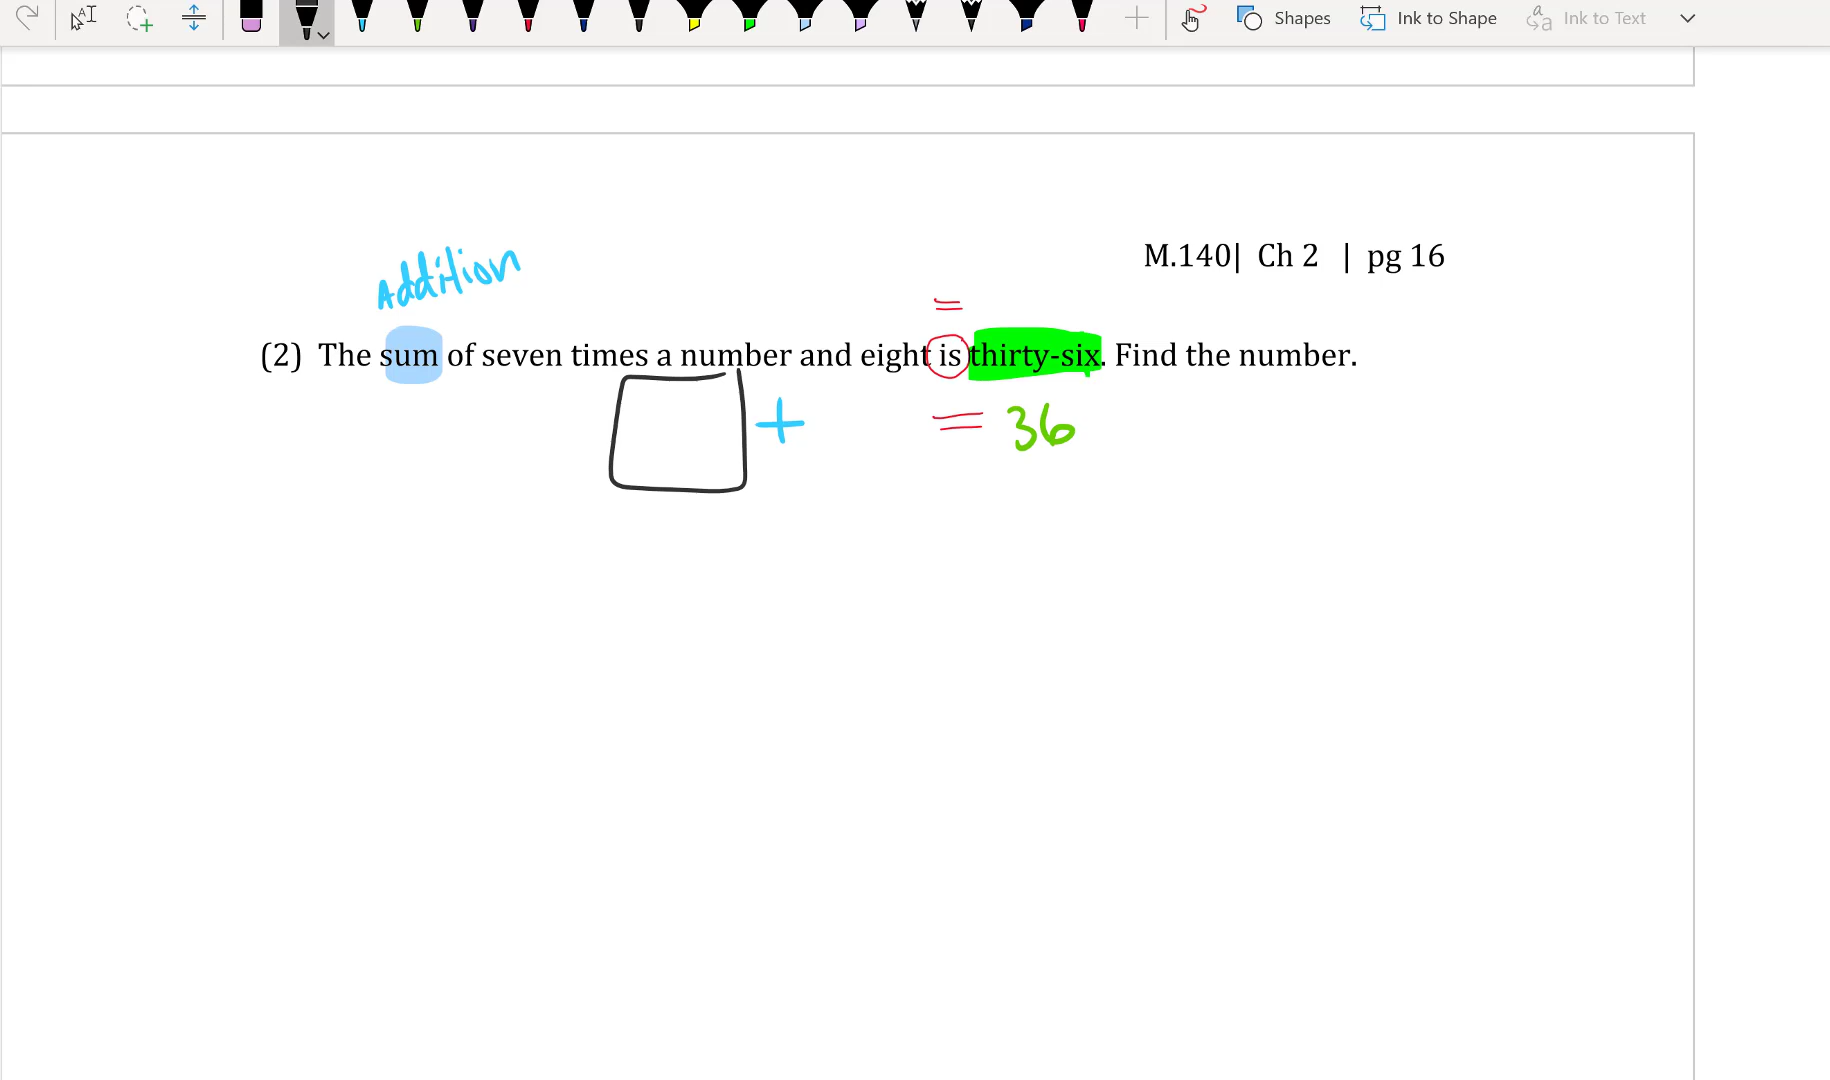 Shapes Ink to Shape Ink to Text
M.140| Ch 2 | pg 16
Addition
=
(2) The sum of seven times a number and eight is thirty-six. Find the number.
+ = 36